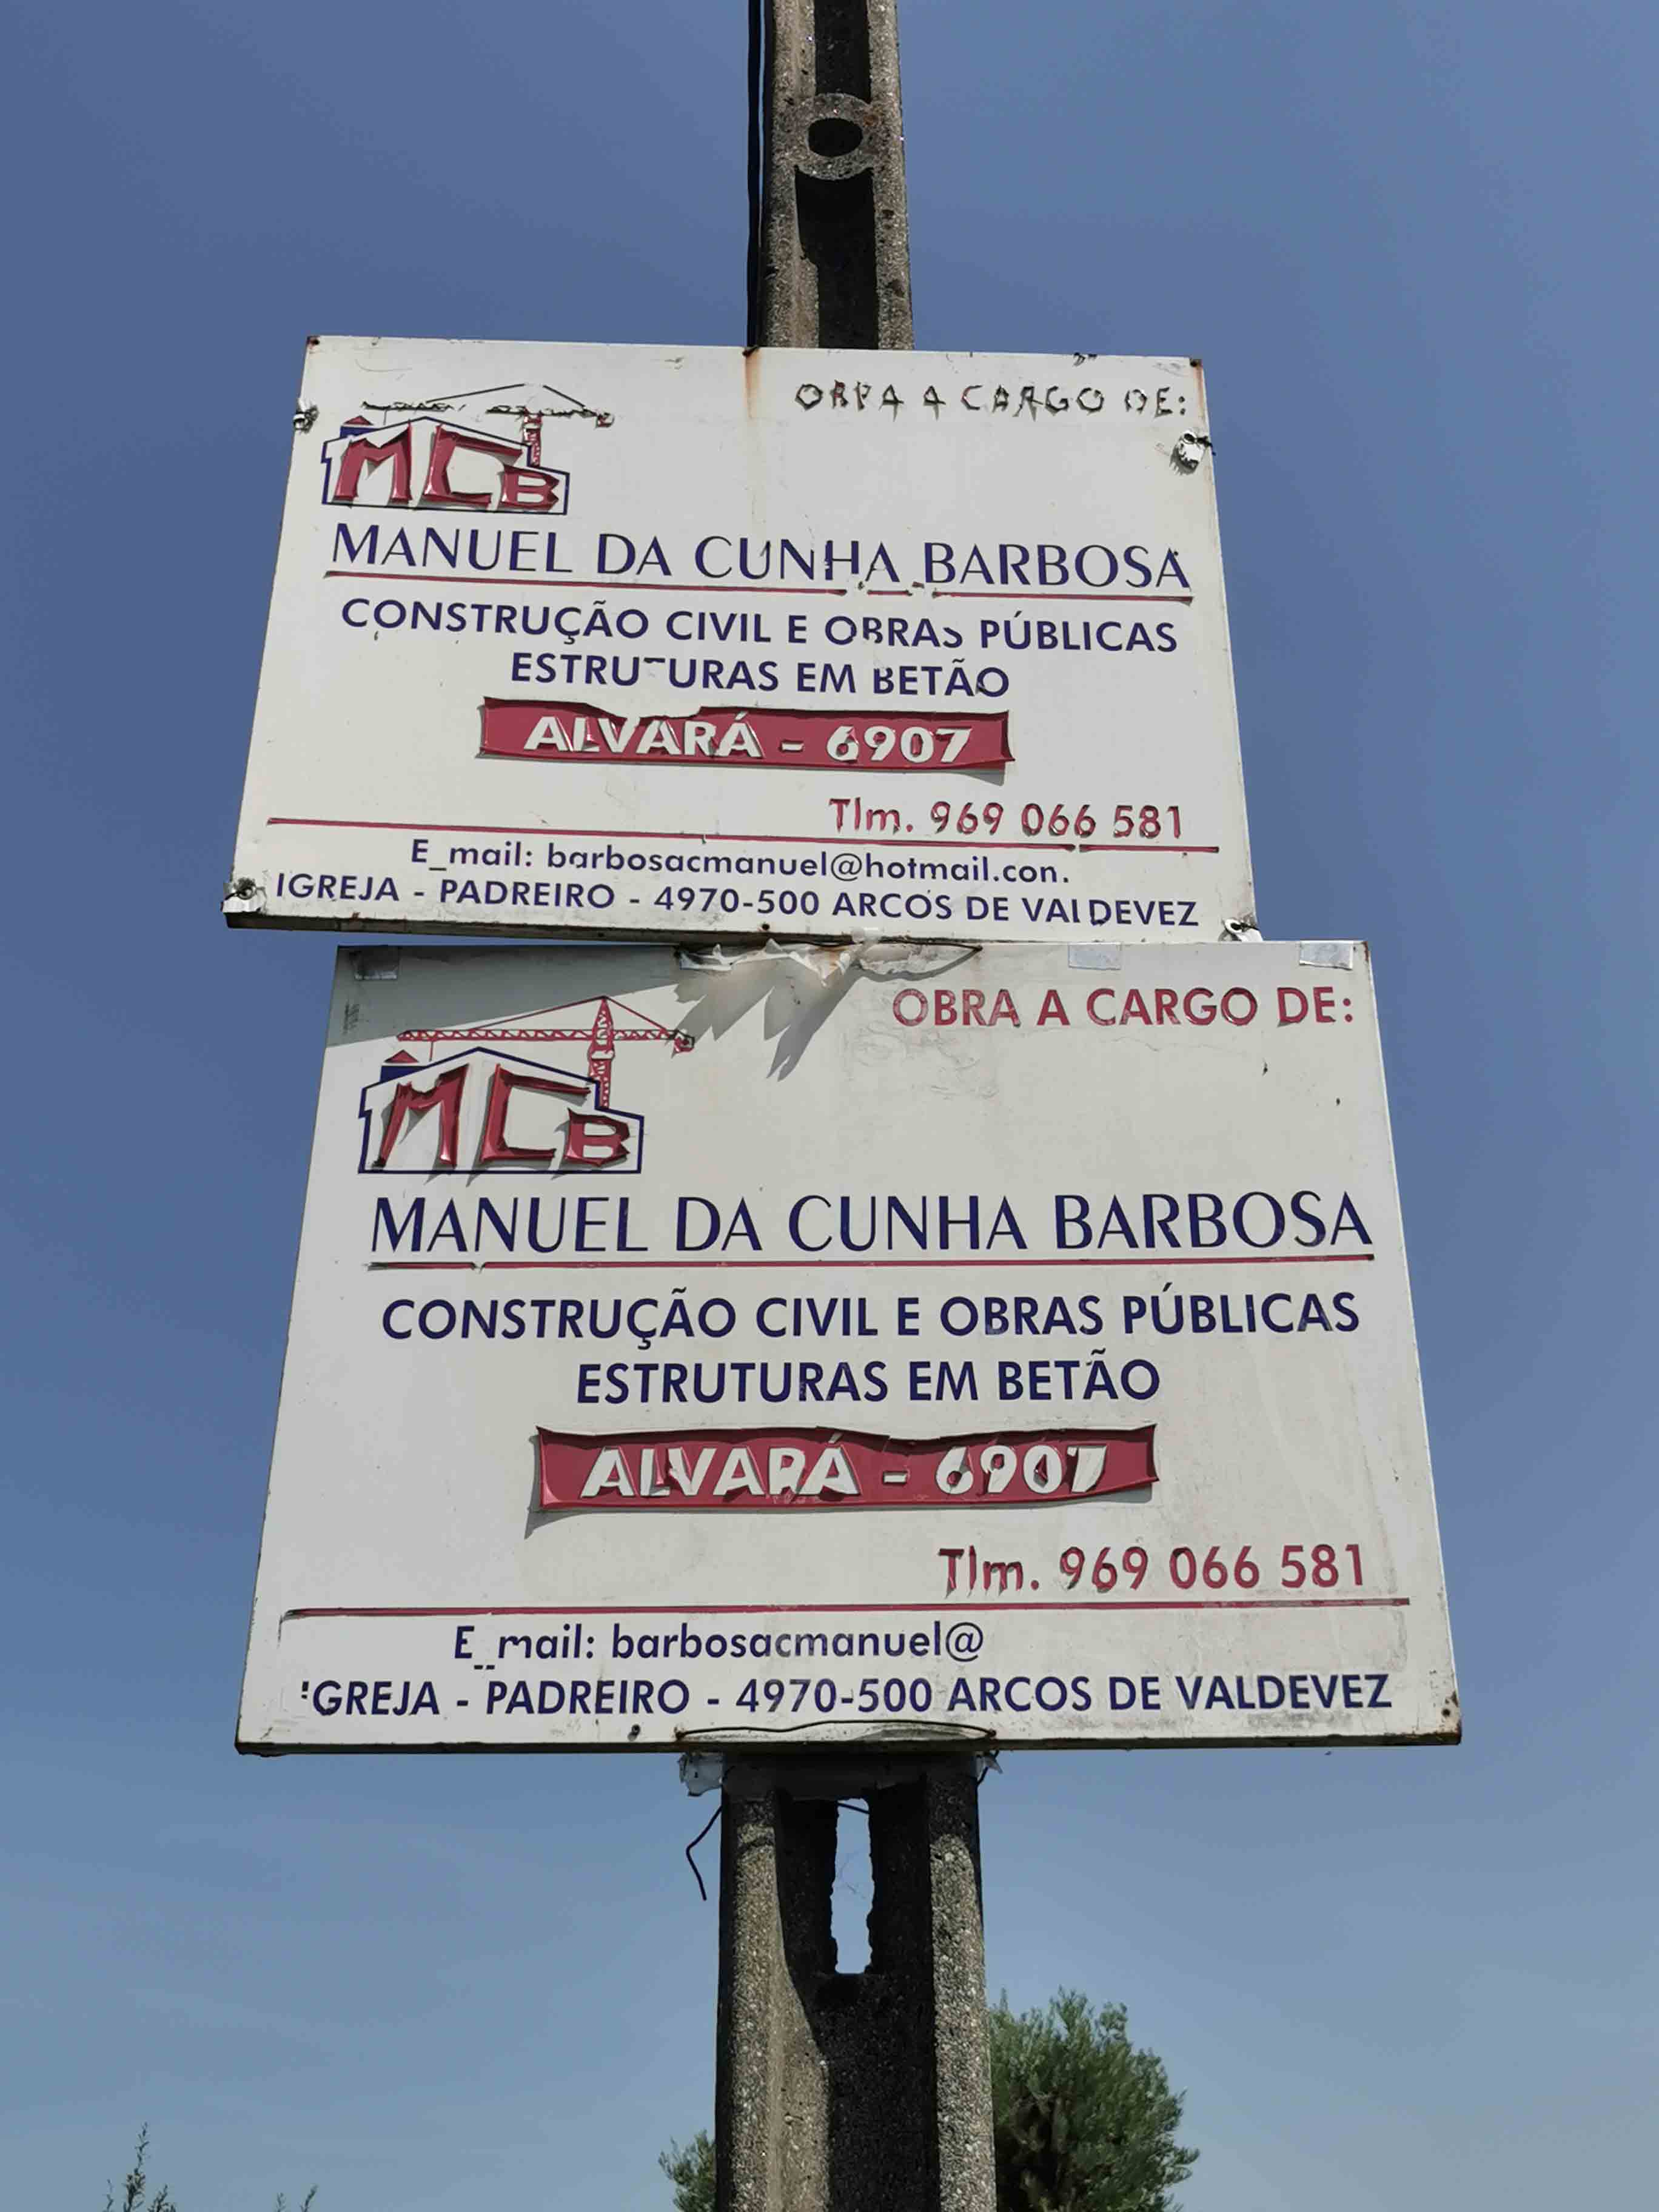 OBRA A CARGO DE:
MCB
MANUEL DA CUNHA BARBOSA
CONSTRUÇÃO CIVIL E OBRAS PÚBLICAS
ESTRUTURAS EM BETÃO
ALVARÁ - 6907
Tlm. 969 066 581
E_mail: barbosacmanuel@hotmail.con.
IGREJA - PADREIRO - 4970-500 ARCOS DE VALDEVEZ
OBRA A CARGO DE:
MCB
MANUEL DA CUNHA BARBOSA
CONSTRUÇÃO CIVIL E OBRAS PÚBLICAS
ESTRUTURAS EM BETÃO
ALVARÁ - 6907
Tlm. 969 066 581
E_mail: barbosacmanuel@
IGREJA - PADREIRO - 4970-500 ARCOS DE VALDEVEZ